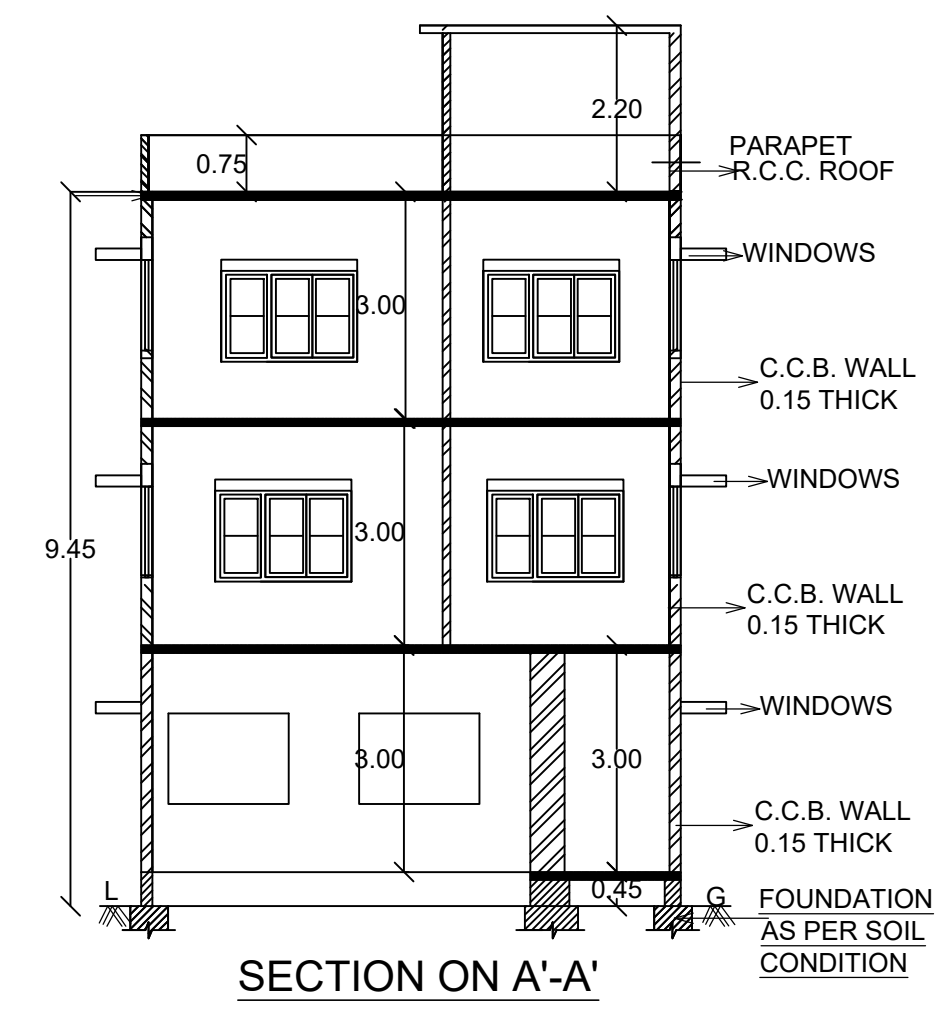 2.20
PARAPET
R.C.C. ROOF
0.75
WINDOWS
3.00
C.C.B. WALL
0.15 THICK
WINDOWS
3.00
9.45
C.C.B. WALL
0.15 THICK
WINDOWS
3.00
3.00
C.C.B. WALL
0.15 THICK
L
0.45
G
FOUNDATION
AS PER SOIL
CONDITION
SECTION ON A'-A'